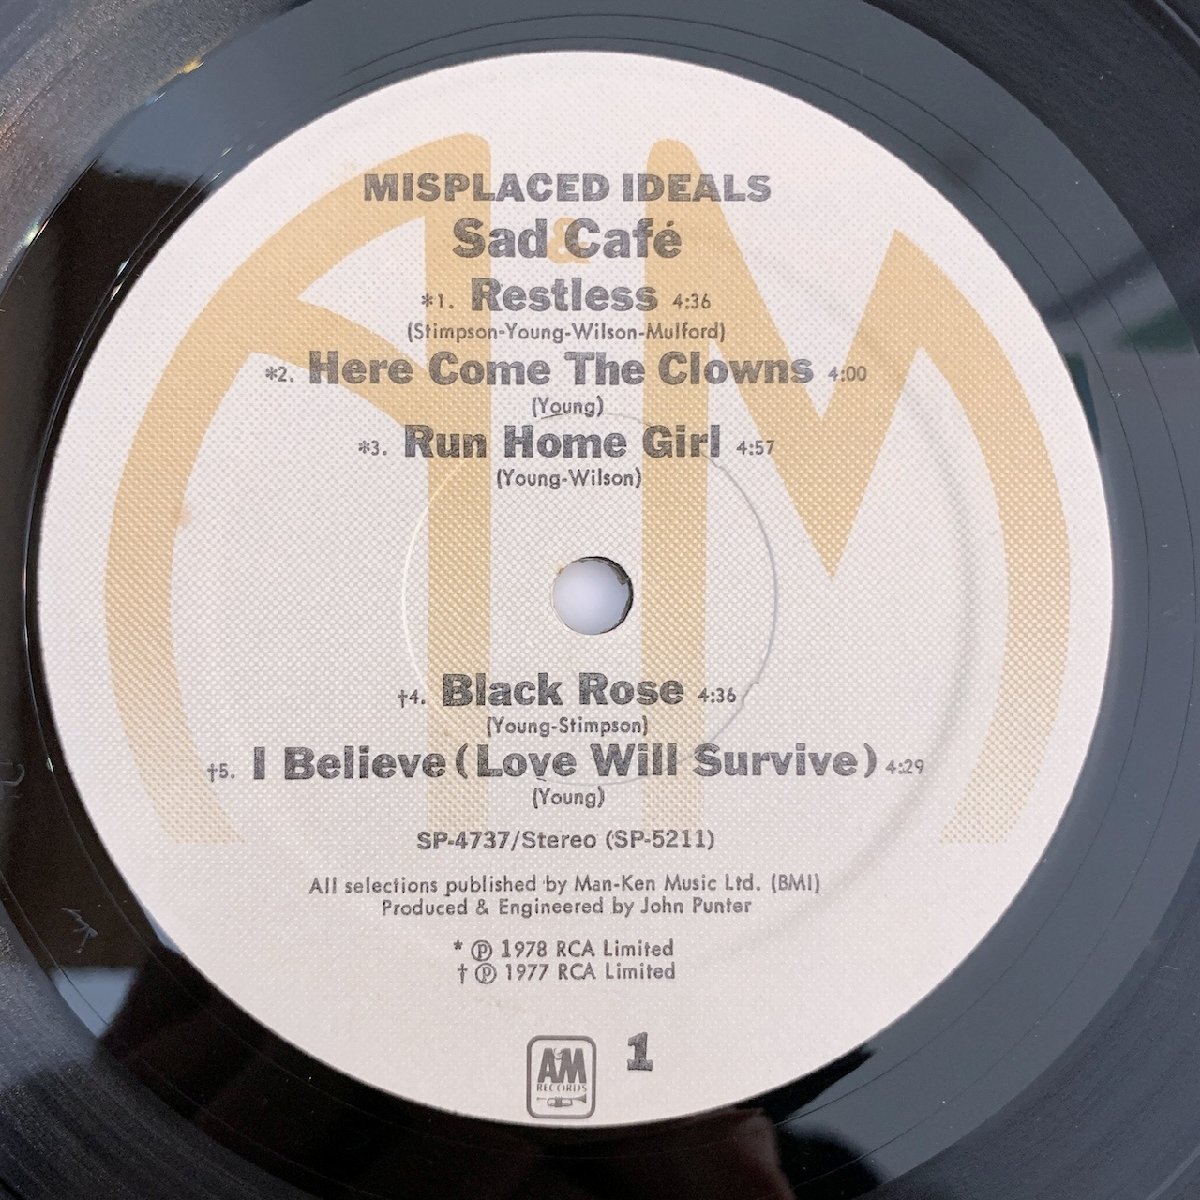 MISPLACED IDEALS
Sad Café
*1. Restless 4:36
(Stimpson-Young-Wilson-Mulford)
*2. Here Come The Clowns 4:00
(Young)
*3. Run Home Girl 4:57
(Young-Wilson)
†4. Black Rose 4:36
(Young-Stimpson)
†5. I Believe (Love Will Survive) 4:29
(Young)
SP-4737/Stereo (SP-5211)
All selections published by Man-Ken Music Ltd. (BMI)
Produced & Engineered by John Punter
* ℗ 1978 RCA Limited
† ℗ 1977 RCA Limited
1
A&M
RECORDS
A&M